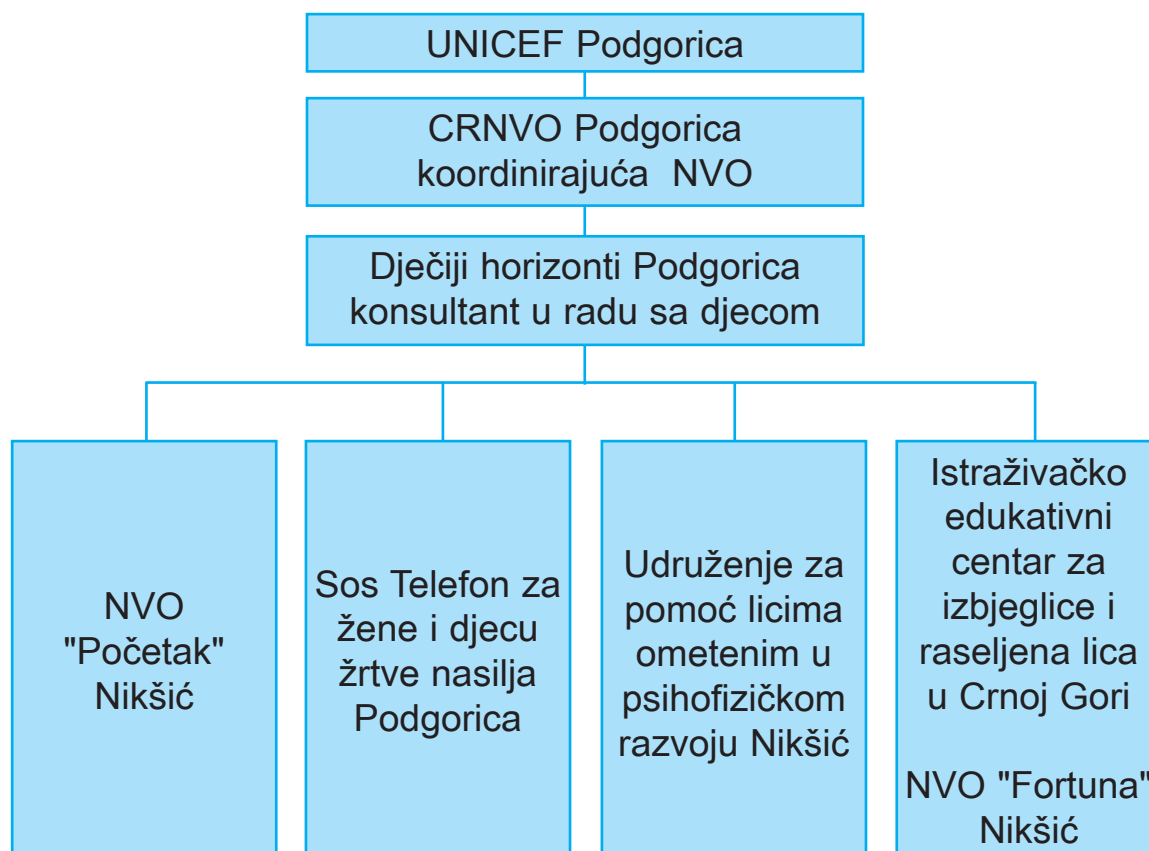 UNICEF Podgorica
CRNVO Podgorica
koordinirajuća NVO
Dječiji horizonti Podgorica
konsultant u radu sa djecom
NVO
"Početak"
Nikšić
Sos Telefon za
žene i djecu
žrtve nasilja
Podgorica
Udruženje za
pomoć licima
ometenim u
psihofizičkom
razvoju Nikšić
Istraživačko
edukativni
centar za
izbjeglice i
raseljena lica
u Crnoj Gori
NVO "Fortuna"
Nikšić